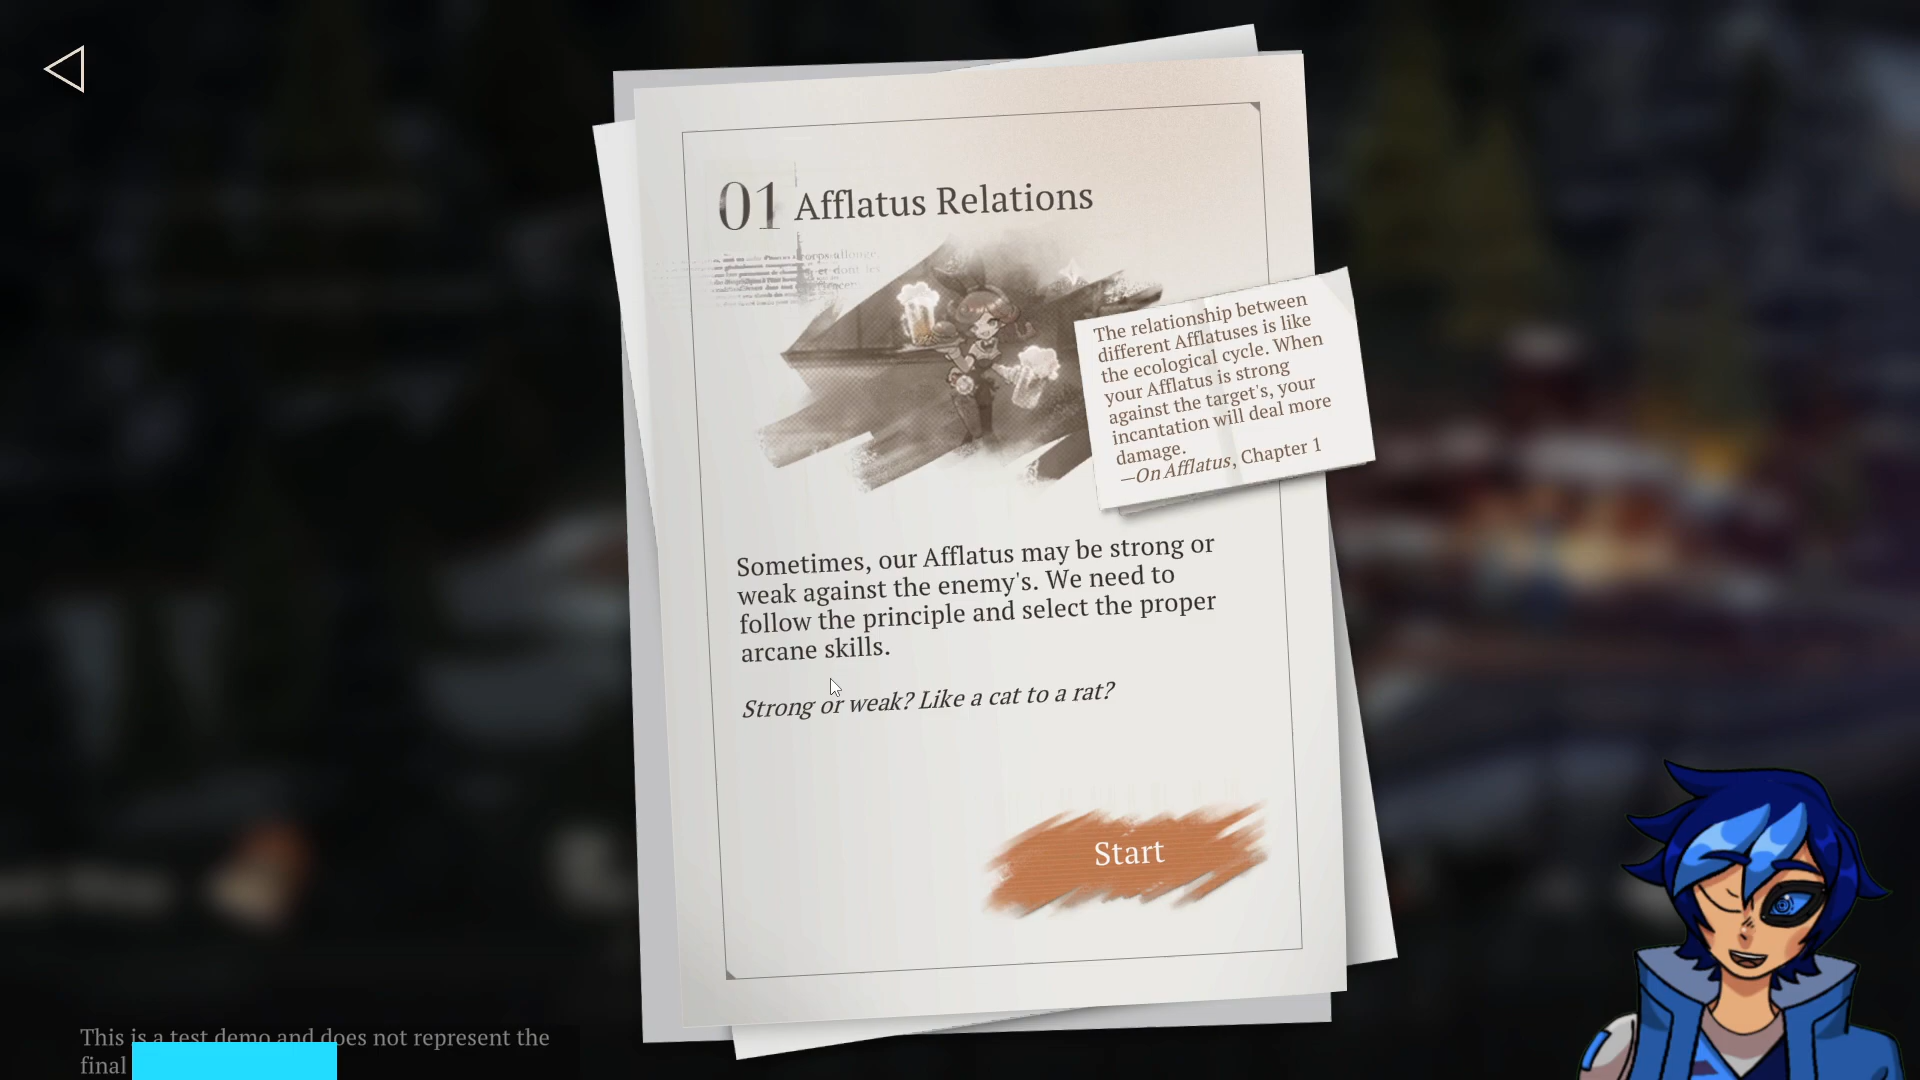 01 Afflatus Relations
The relationship between
different Afflatuses is like
the ecological cycle. When
your Afflatus is strong
against the target's, your
incantation will deal more
damage.
—On Afflatus, Chapter 1
Sometimes, our Afflatus may be strong or
weak against the enemy's. We need to
follow the principle and select the proper
arcane skills.
Strong or weak? Like a cat to a rat?
Start
This is a test demo and does not represent the
final